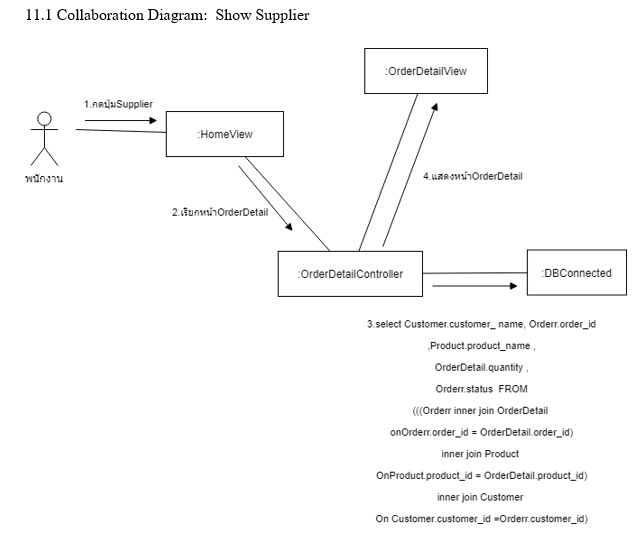 11.1 Collaboration Diagram:  Show Supplier
:OrderDetailView
1.กดปุ่มSupplier
:HomeView
พนักงาน
4.แสดงหน้าOrderDetail
2.เรียกหน้าOrderDetail
:OrderDetailController
:DBConnected
3.select Customer.customer_ name, Orderr.order_id
,Product.product_name ,
OrderDetail.quantity ,
Orderr.status  FROM
(((Orderr inner join OrderDetail
onOrderr.order_id = OrderDetail.order_id)
inner join Product
OnProduct.product_id = OrderDetail.product_id)
inner join Customer
On Customer.customer_id =Orderr.customer_id)